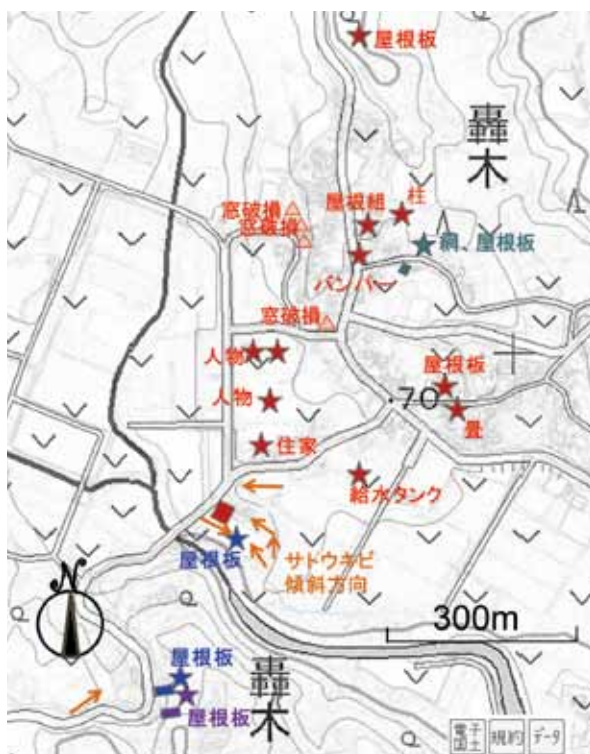 屋根板
轟木
窓破損
窓破損
屋根組
柱
網、屋根板
バンパー
窓破損
人物
屋根板
人物
・70
畳
住家
給水タンク
屋根板
サトウキビ
傾斜方向
N
300m
屋根板
轟木
屋根板
電子
国土
規約
データ